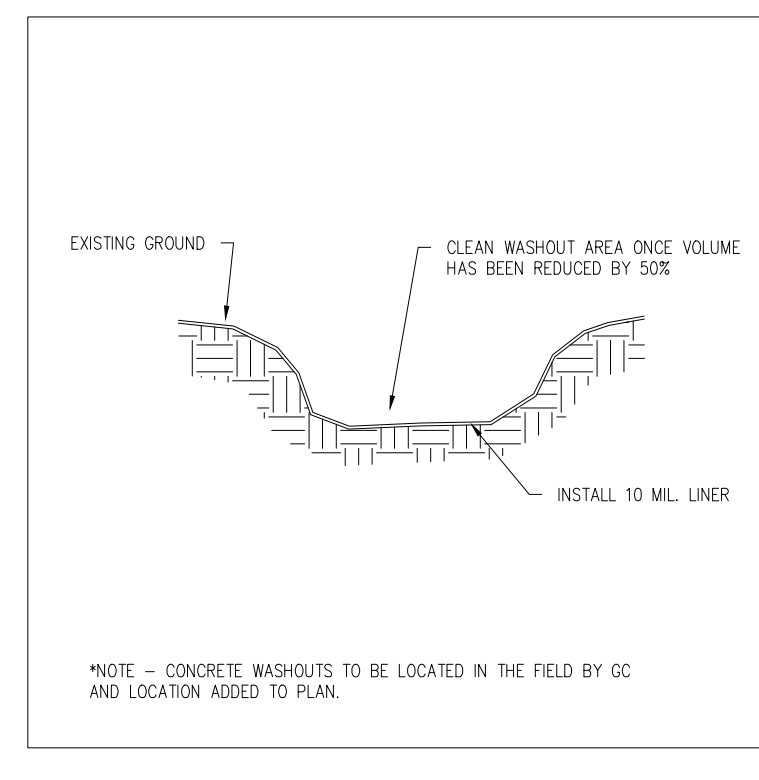 EXISTING GROUND
CLEAN WASHOUT AREA ONCE VOLUME
HAS BEEN REDUCED BY 50%
INSTALL 10 MIL. LINER
*NOTE – CONCRETE WASHOUTS TO BE LOCATED IN THE FIELD BY GC
AND LOCATION ADDED TO PLAN.